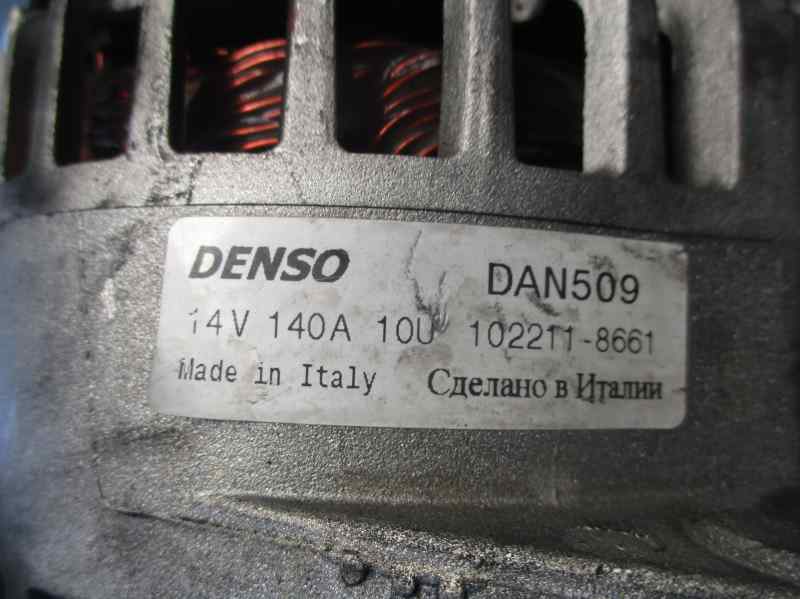 DENSO DAN509
14V 140A 10U 102211-8661
Made in Italy Сделано в Италии